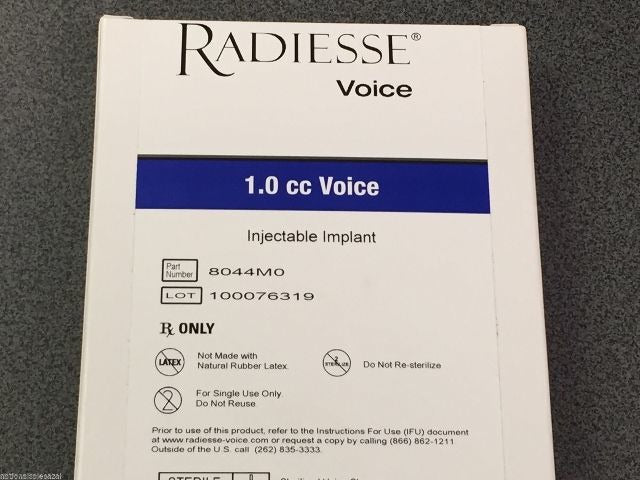 RADIESSE®
Voice
1.0 cc Voice
Injectable Implant
Part Number 8044M0
LOT 100076319
Rx ONLY
LATEX
Not Made with
Natural Rubber Latex.
2
STERILIZE
Do Not Re-sterilize
2
For Single Use Only.
Do Not Reuse.
Prior to use of this product, refer to the Instructions For Use (IFU) document
at www.radiesse-voice.com or request a copy by calling (866) 862-1211
Outside of the U.S. call (262) 835-3333.
STERILE